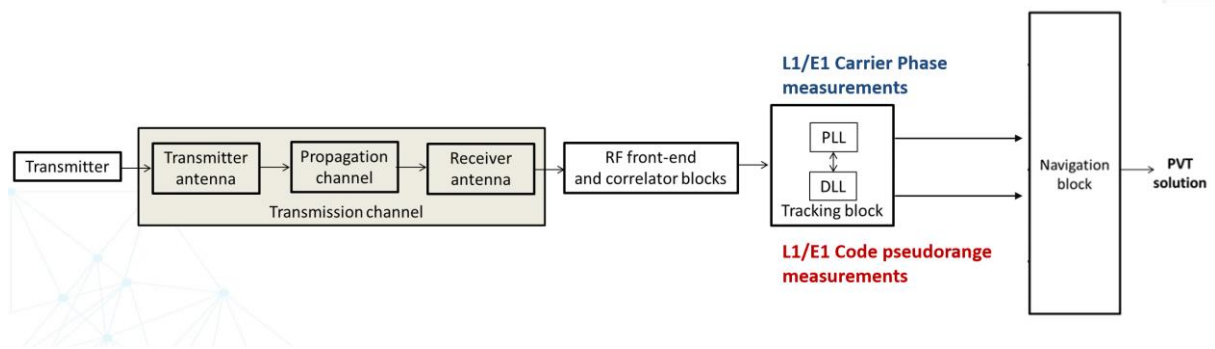 L1/E1 Carrier Phase
measurements
Transmitter
Transmitter
antenna
Propagation
channel
Receiver
antenna
Transmission channel
RF front-end
and correlator blocks
PLL
DLL
Tracking block
L1/E1 Code pseudorange
measurements
Navigation
block
PVT
solution